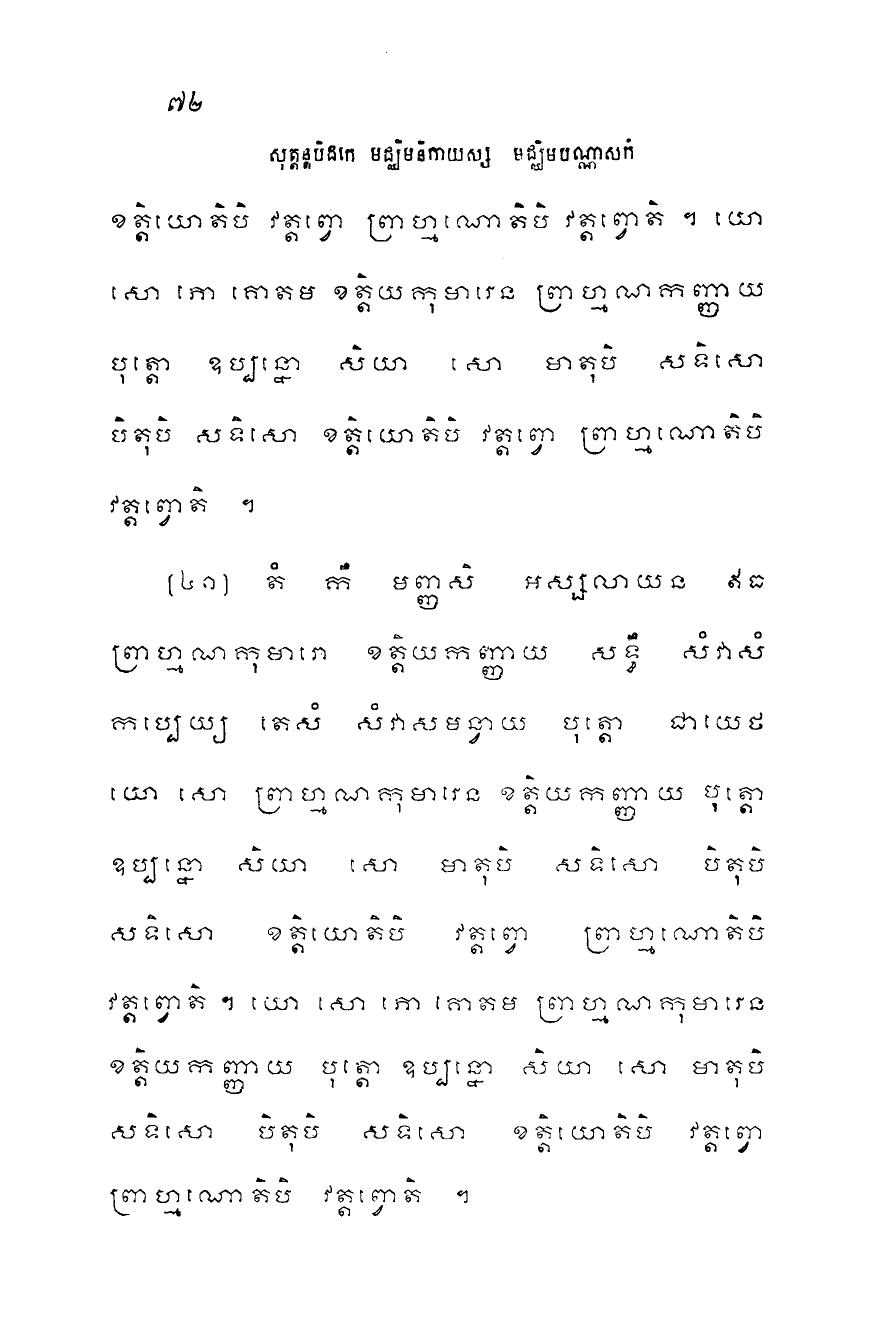 ៧២
សុត្តន្តបិដកេ មជ្ឈិមនិកាយស្ស មជ្ឈិមបណ្ណាសកំ
ខត្តិយោតិបិ វត្តព្វោ ព្រាហ្មណោតិបិ វត្តព្វោតិ ។ យោ
សោ ភោ គោតម ខត្តិយកុមារេន ព្រាហ្មណកញ្ញាយ
បុត្តោ ឧប្បន្នោ សិយា សោ មាតុបិ សទិសោ
បិតុបិ សទិសោ ខត្តិយោតិបិ វត្តព្វោ ព្រាហ្មណោតិបិ
វត្តព្វោតិ ។
(៤១) តំ កឹ មញ្ញសិ អស្សលាយន ឥធ
ព្រាហ្មណកុមារោ ខត្តិយកញ្ញាយ សទ្ធឹ សំវាសំ
កប្បេយ្យ តេសំ សំវាសមន្វាយ បុត្តោ ជាយេថ
យោ សោ ព្រាហ្មណកុមារេន ខត្តិយកញ្ញាយ បុត្តោ
ឧប្បន្នោ សិយា សោ មាតុបិ សទិសោ បិតុបិ
សទិសោ ខត្តិយោតិបិ វត្តព្វោ ព្រាហ្មណោតិបិ
វត្តព្វោតិ ។ យោ សោ ភោ គោតម ព្រាហ្មណកុមារេន
ខត្តិយកញ្ញាយ បុត្តោ ឧប្បន្នោ សិយា សោ មាតុបិ
សទិសោ បិតុបិ សទិសោ ខត្តិយោតិបិ វត្តព្វោ
ព្រាហ្មណោតិបិ វត្តព្វោតិ ។